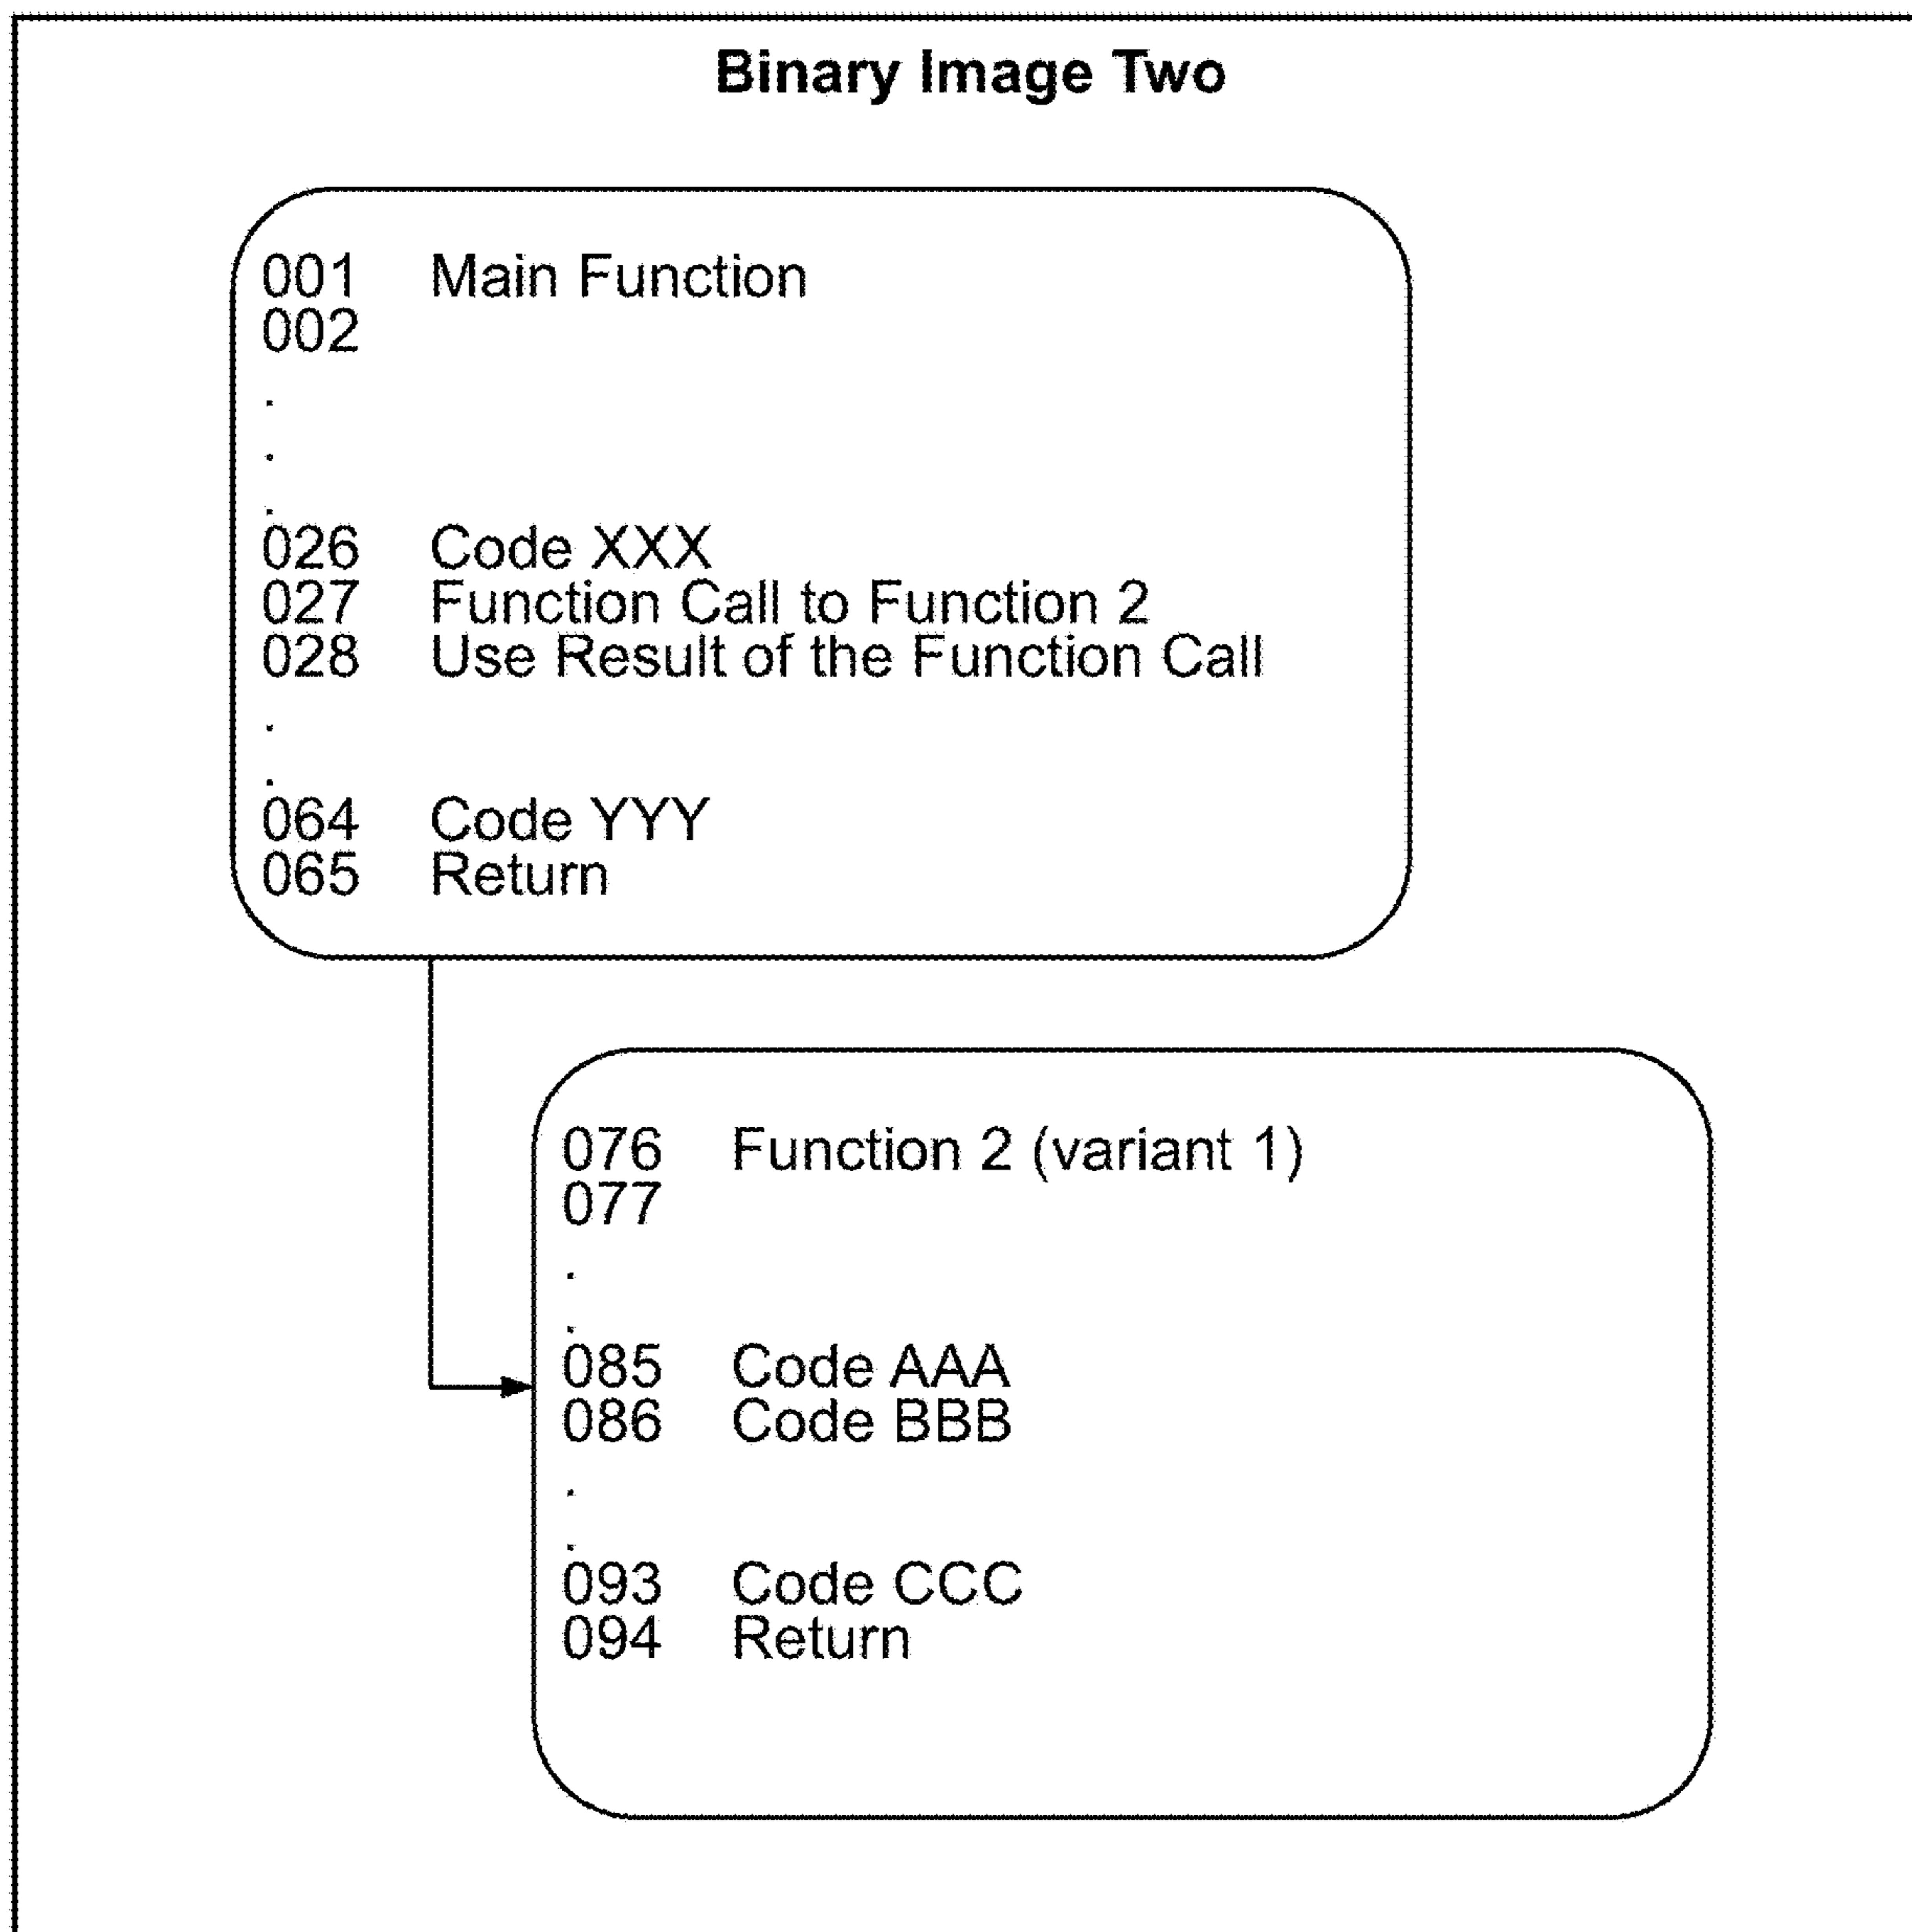 Binary Image Two
001 Main Function
002
.
.
.
026 Code XXX
027 Function Call to Function 2
028 Use Result of the Function Call
.
.
064 Code YYY
065 Return
076 Function 2 (variant 1)
077
.
.
085 Code AAA
086 Code BBB
.
.
093 Code CCC
094 Return